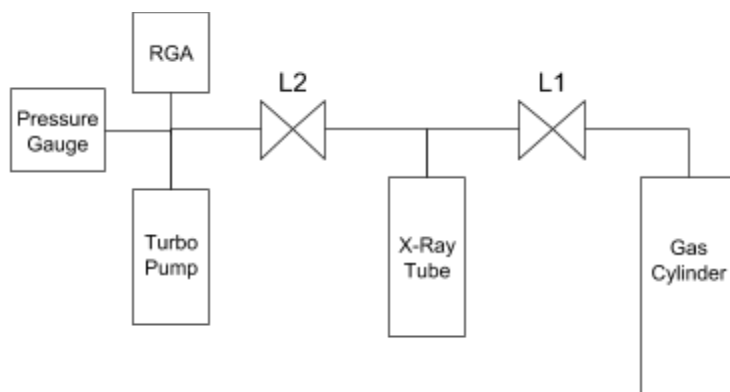 RGA
L2
L1
Pressure
Gauge
Turbo
Pump
X-Ray
Tube
Gas
Cylinder